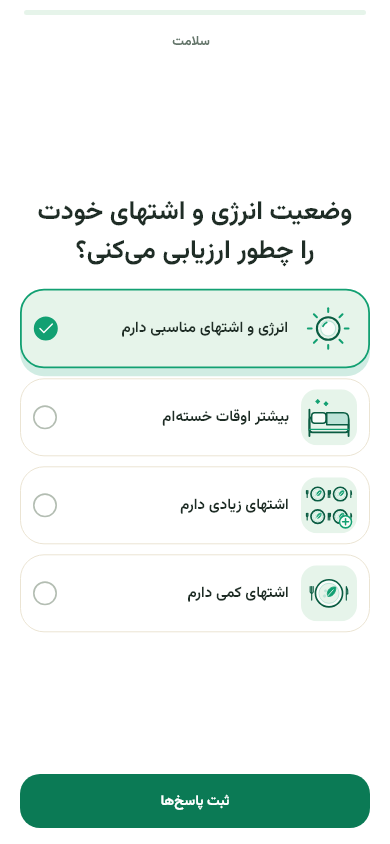 سلامت
وضعیت انرژی و اشتهای خودت
را چطور ارزیابی می‌کنی؟
انرژی و اشتهای مناسبی دارم
بیشتر اوقات خسته‌ام
اشتهای زیادی دارم
اشتهای کمی دارم
ثبت پاسخ‌ها